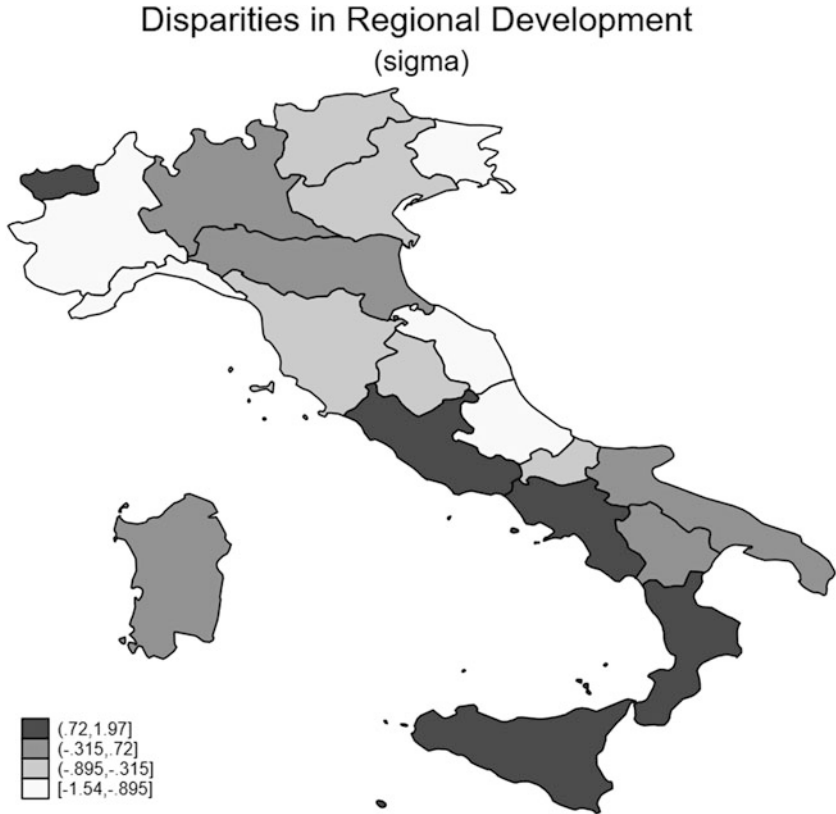 Disparities in Regional Development
(sigma)
(.72,1.97]
(-.315,.72]
(-.895,-.315]
[-1.54,-.895]